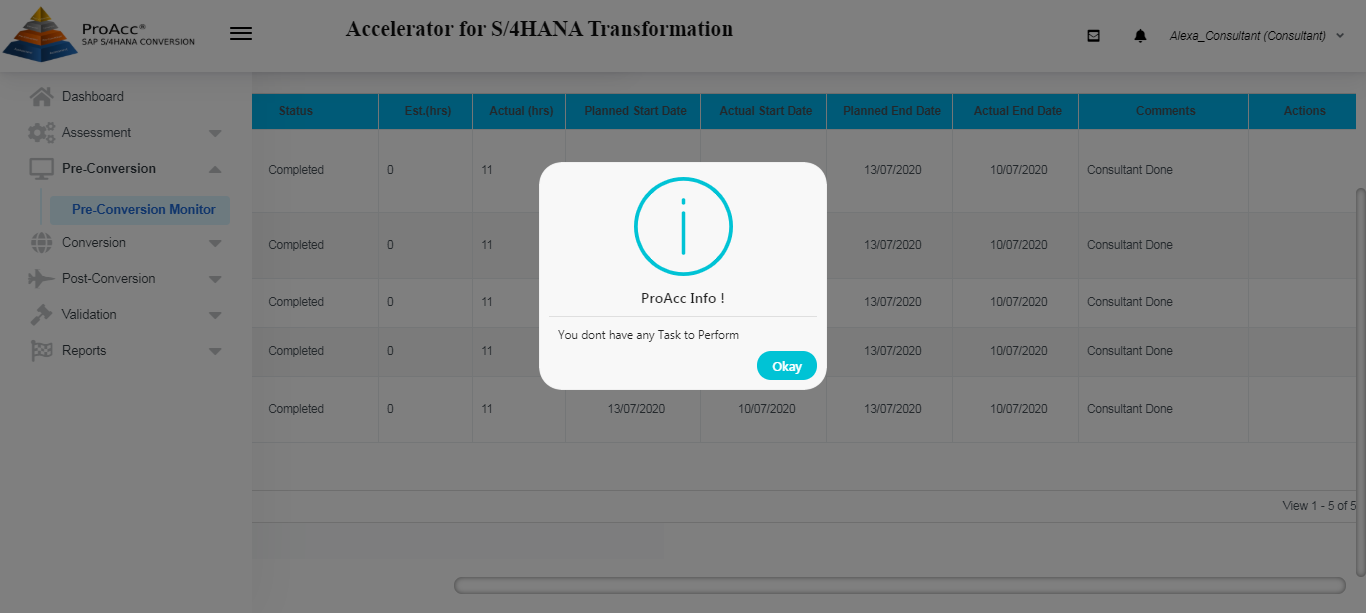 ProAcc®
SAP S/4HANA CONVERSION
Accelerator for S/4HANA Transformation
Alexa_Consultant (Consultant)
Dashboard
Assessment
Pre-Conversion
Pre-Conversion Monitor
Conversion
Post-Conversion
Validation
Reports
Status Est.(hrs) Actual (hrs) Planned Start Date Actual Start Date Planned End Date Actual End Date Comments Actions
Completed 0 11 13/07/2020 10/07/2020 Consultant Done
Completed 0 11 13/07/2020 10/07/2020 Consultant Done
Completed 0 11 13/07/2020 10/07/2020 Consultant Done
Completed 0 11 13/07/2020 10/07/2020 Consultant Done
Completed 0 11 13/07/2020 10/07/2020 13/07/2020 10/07/2020 Consultant Done
View 1 - 5 of 5
ProAcc Info !
You dont have any Task to Perform
Okay